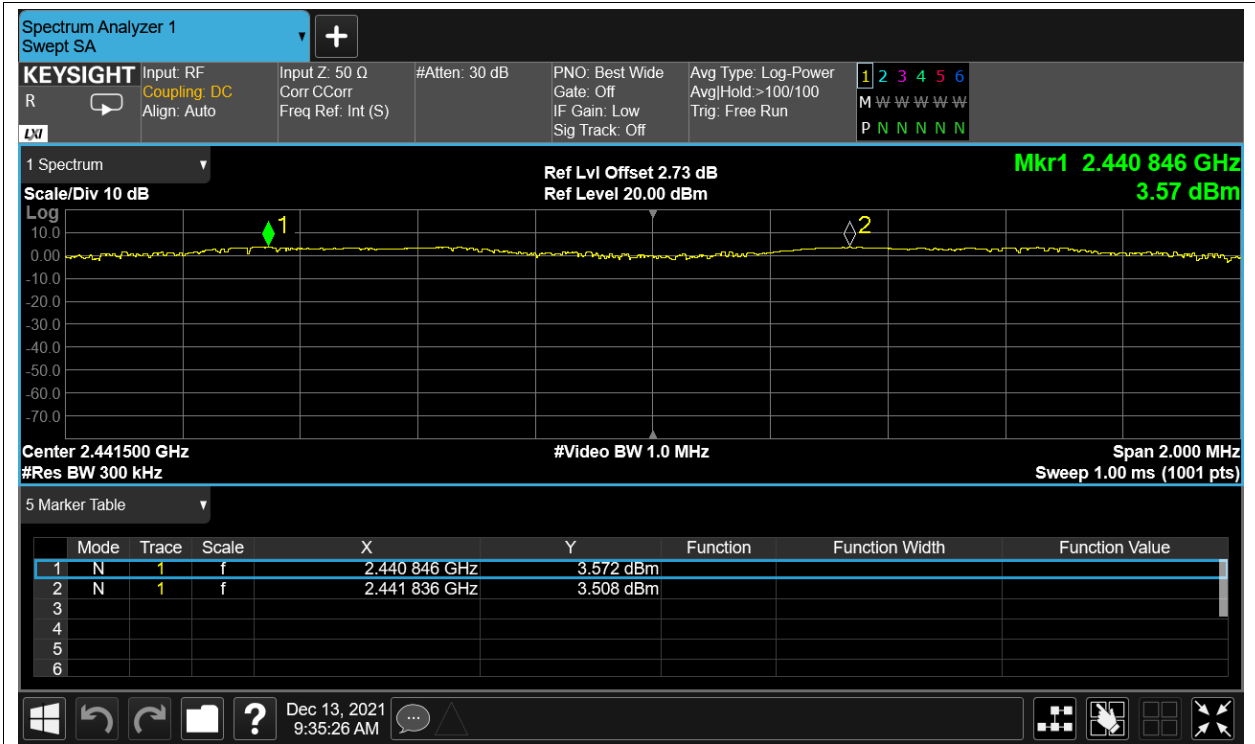 Spectrum Analyzer 1
Swept SA
KEYSIGHT
R
LXI
Input: RF
Coupling: DC
Align: Auto
Input Z: 50 Ω
Corr CCorr
Freq Ref: Int (S)
#Atten: 30 dB
PNO: Best Wide
Gate: Off
IF Gain: Low
Sig Track: Off
Avg Type: Log-Power
Avg|Hold:>100/100
Trig: Free Run
1 2 3 4 5 6
M W W W W W
P N N N N N
1 Spectrum
Scale/Div 10 dB
Ref Lvl Offset 2.73 dB
Ref Level 20.00 dBm
Mkr1 2.440 846 GHz
3.57 dBm
Log
10.0
0.00
-10.0
-20.0
-30.0
-40.0
-50.0
-60.0
-70.0
1
2
Center 2.441500 GHz
#Res BW 300 kHz
#Video BW 1.0 MHz
Span 2.000 MHz
Sweep 1.00 ms (1001 pts)
5 Marker Table
Mode Trace Scale X Y Function Function Width Function Value
1 N 1 f 2.440 846 GHz 3.572 dBm
2 N 1 f 2.441 836 GHz 3.508 dBm
3
4
5
6
?
Dec 13, 2021
9:35:26 AM